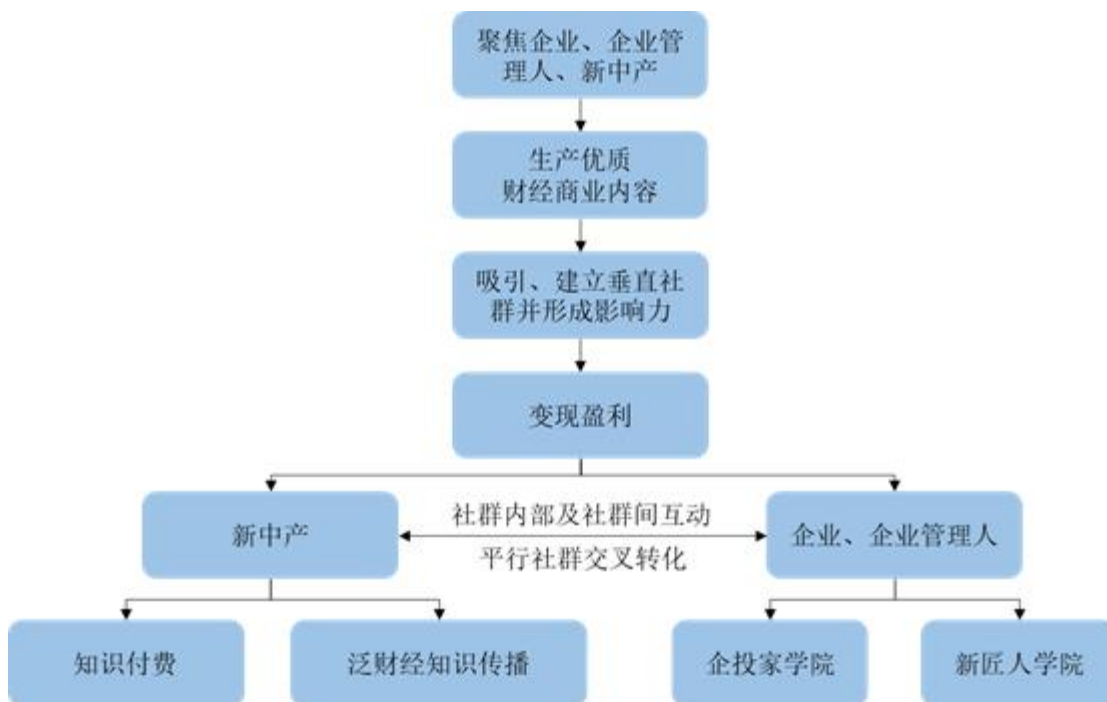 聚焦企业、企业管
理人、新中产
生产优质
财经商业内容
吸引、建立垂直社
群并形成影响力
变现盈利
新中产
社群内部及社群间互动
平行社群交叉转化
企业、企业管理人
知识付费
泛财经知识传播
企投家学院
新匠人学院